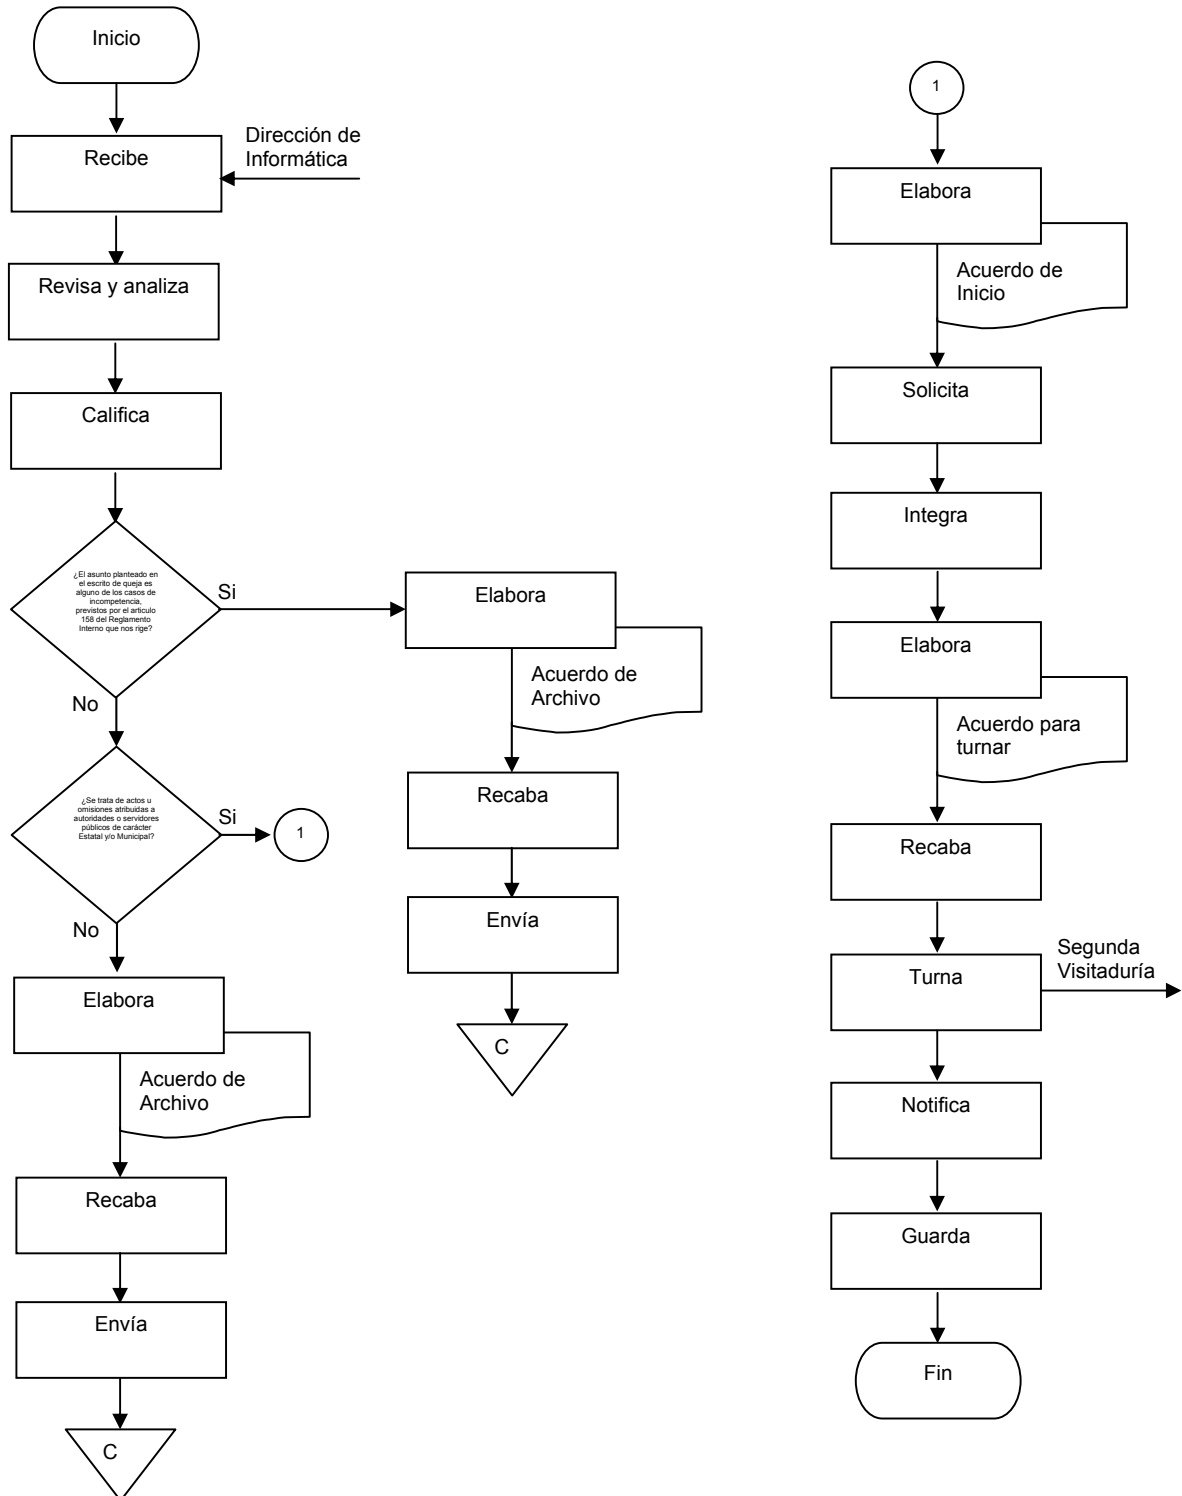 Inicio
Recibe
Dirección de
Informática
Revisa y analiza
Califica
¿El asunto planteado en
el escrito de queja es
alguno de los casos de
incompetencia,
previstos por el artículo
158 del Reglamento
Interno que nos rige?
Si
No
Elabora
Acuerdo de
Archivo
Recaba
Envía
C
¿Se trata de actos u
omisiones atribuidas a
autoridades o servidores
públicos de carácter
Estatal y/o Municipal?
Si
1
No
Elabora
Acuerdo de
Archivo
Recaba
Envía
C
1
Elabora
Acuerdo de
Inicio
Solicita
Integra
Elabora
Acuerdo para
turnar
Recaba
Turna
Segunda
Visitaduría
Notifica
Guarda
Fin